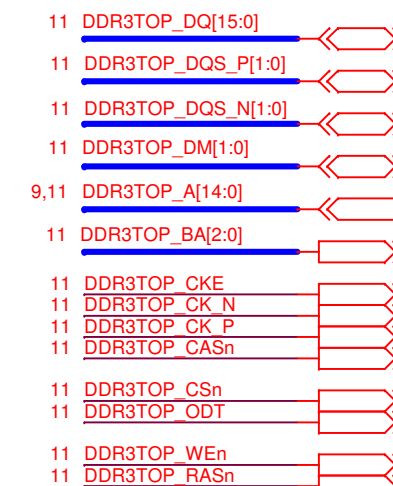 11 DDR3TOP_DQ[15:0]
11 DDR3TOP_DQS_P[1:0]
11 DDR3TOP_DQS_N[1:0]
11 DDR3TOP_DM[1:0]
9,11 DDR3TOP_A[14:0]
11 DDR3TOP_BA[2:0]
11 DDR3TOP_CKE
11 DDR3TOP_CK_N
11 DDR3TOP_CK_P
11 DDR3TOP_CASn
11 DDR3TOP_CSn
11 DDR3TOP_ODT
11 DDR3TOP_WEn
11 DDR3TOP_RASn